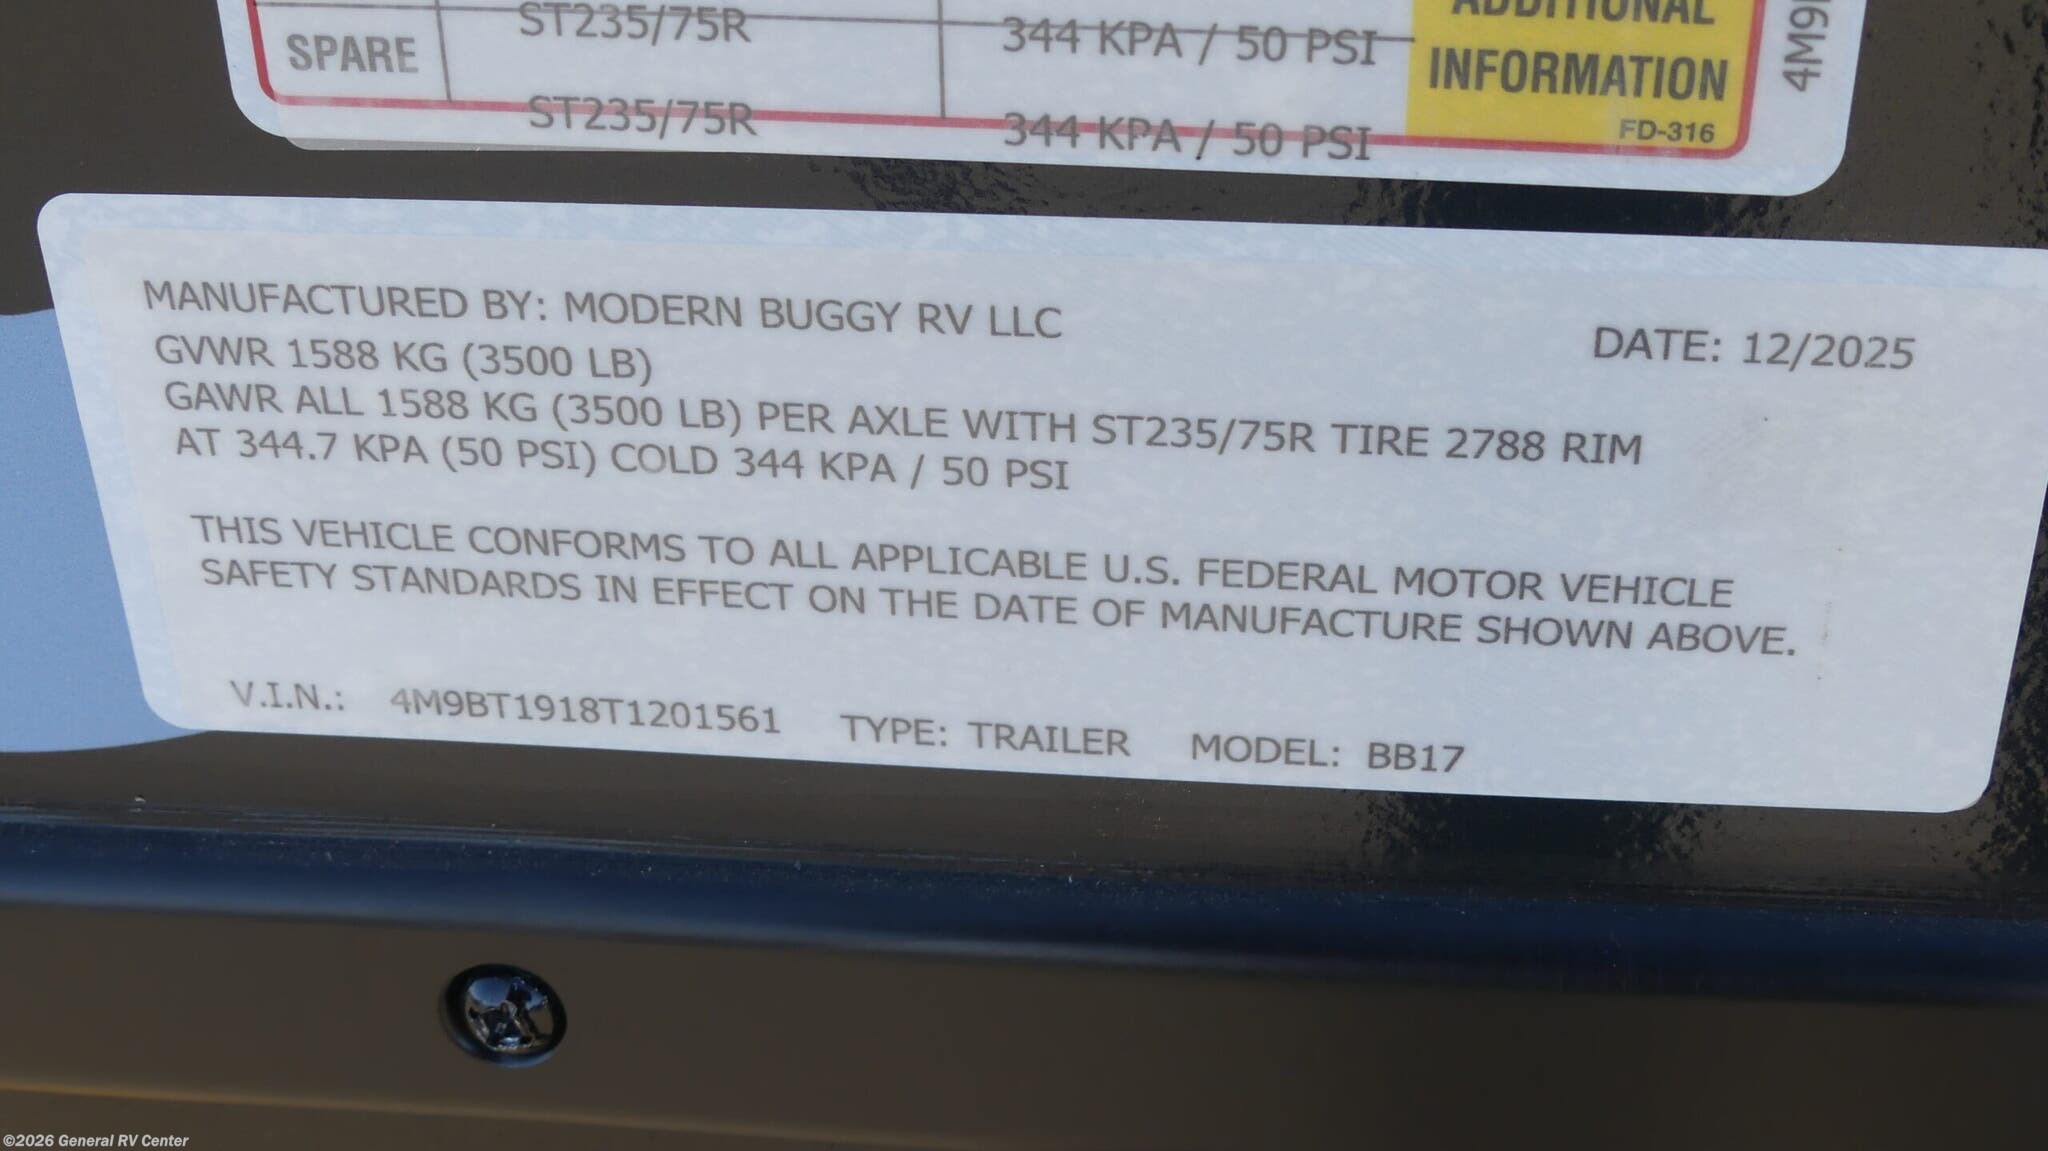 ADDITIONAL
INFORMATION
FD-316
4M9
ST235/75R 344 KPA / 50 PSI
SPARE
ST235/75R 344 KPA / 50 PSI
MANUFACTURED BY: MODERN BUGGY RV LLC DATE: 12/2025
GVWR 1588 KG (3500 LB)
GAWR ALL 1588 KG (3500 LB) PER AXLE WITH ST235/75R TIRE 2788 RIM
AT 344.7 KPA (50 PSI) COLD 344 KPA / 50 PSI
THIS VEHICLE CONFORMS TO ALL APPLICABLE U.S. FEDERAL MOTOR VEHICLE
SAFETY STANDARDS IN EFFECT ON THE DATE OF MANUFACTURE SHOWN ABOVE.
V.I.N.: 4M9BT1918T1201561 TYPE: TRAILER MODEL: BB17
©2026 General RV Center